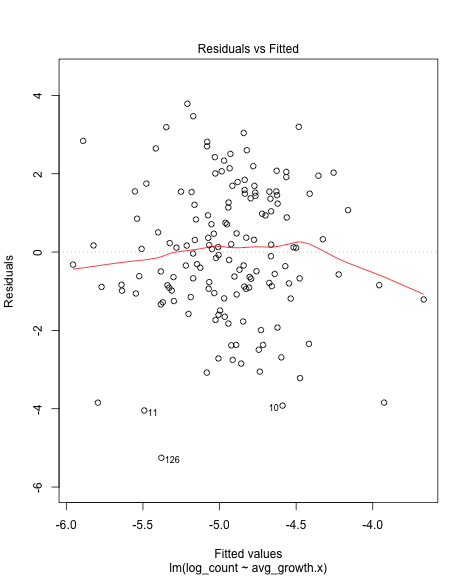 Residuals vs Fitted
Residuals
4
2
0
-2
-4
-6
11
10
126
-6.0 -5.5 -5.0 -4.5 -4.0
Fitted values
lm(log_count ~ avg_growth.x)